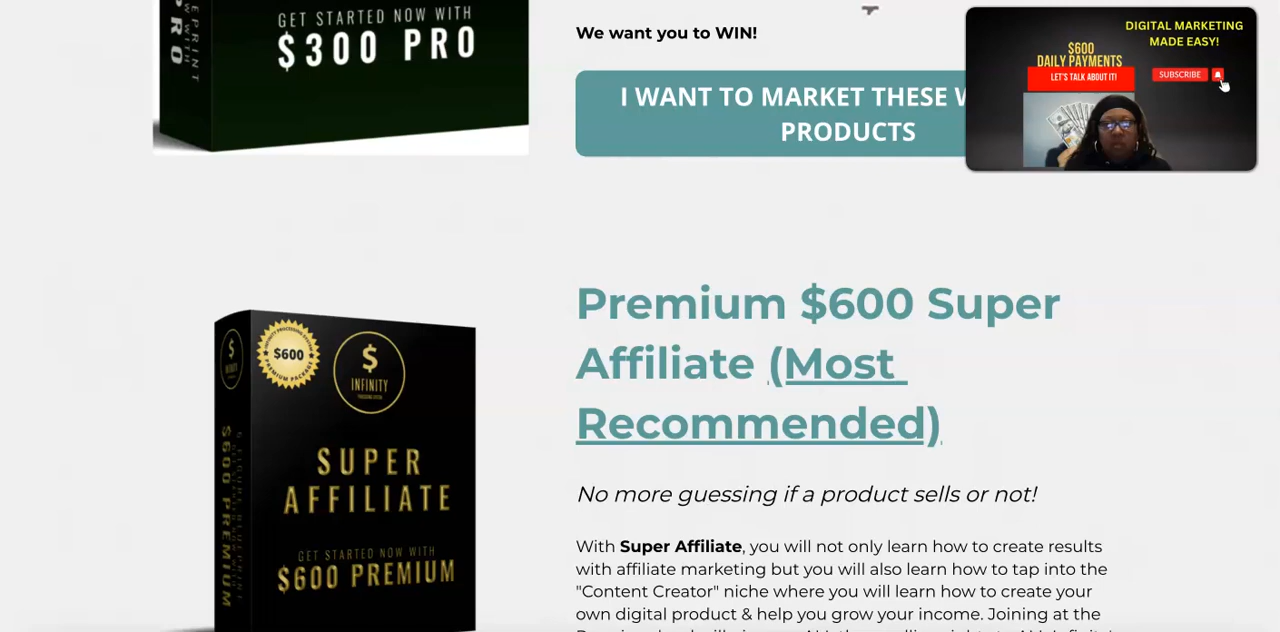 GET STARTED NOW WITH
$300 PRO
We want you to WIN!
I WANT TO MARKET THESE
PRODUCTS
DIGITAL MARKETING
MADE EASY!
$600
DAILY PAYMENTS
LET'S TALK ABOUT IT!
SUBSCRIBE
Premium $600 Super
Affiliate (Most
Recommended)
No more guessing if a product sells or not!
With Super Affiliate, you will not only learn how to create results
with affiliate marketing but you will also learn how to tap into the
"Content Creator" niche where you will learn how to create your
own digital product & help you grow your income. Joining at the
$600
$
INFINITY
SUPER
AFFILIATE
GET STARTED NOW WITH
$600 PREMIUM
$600 PREMIUM